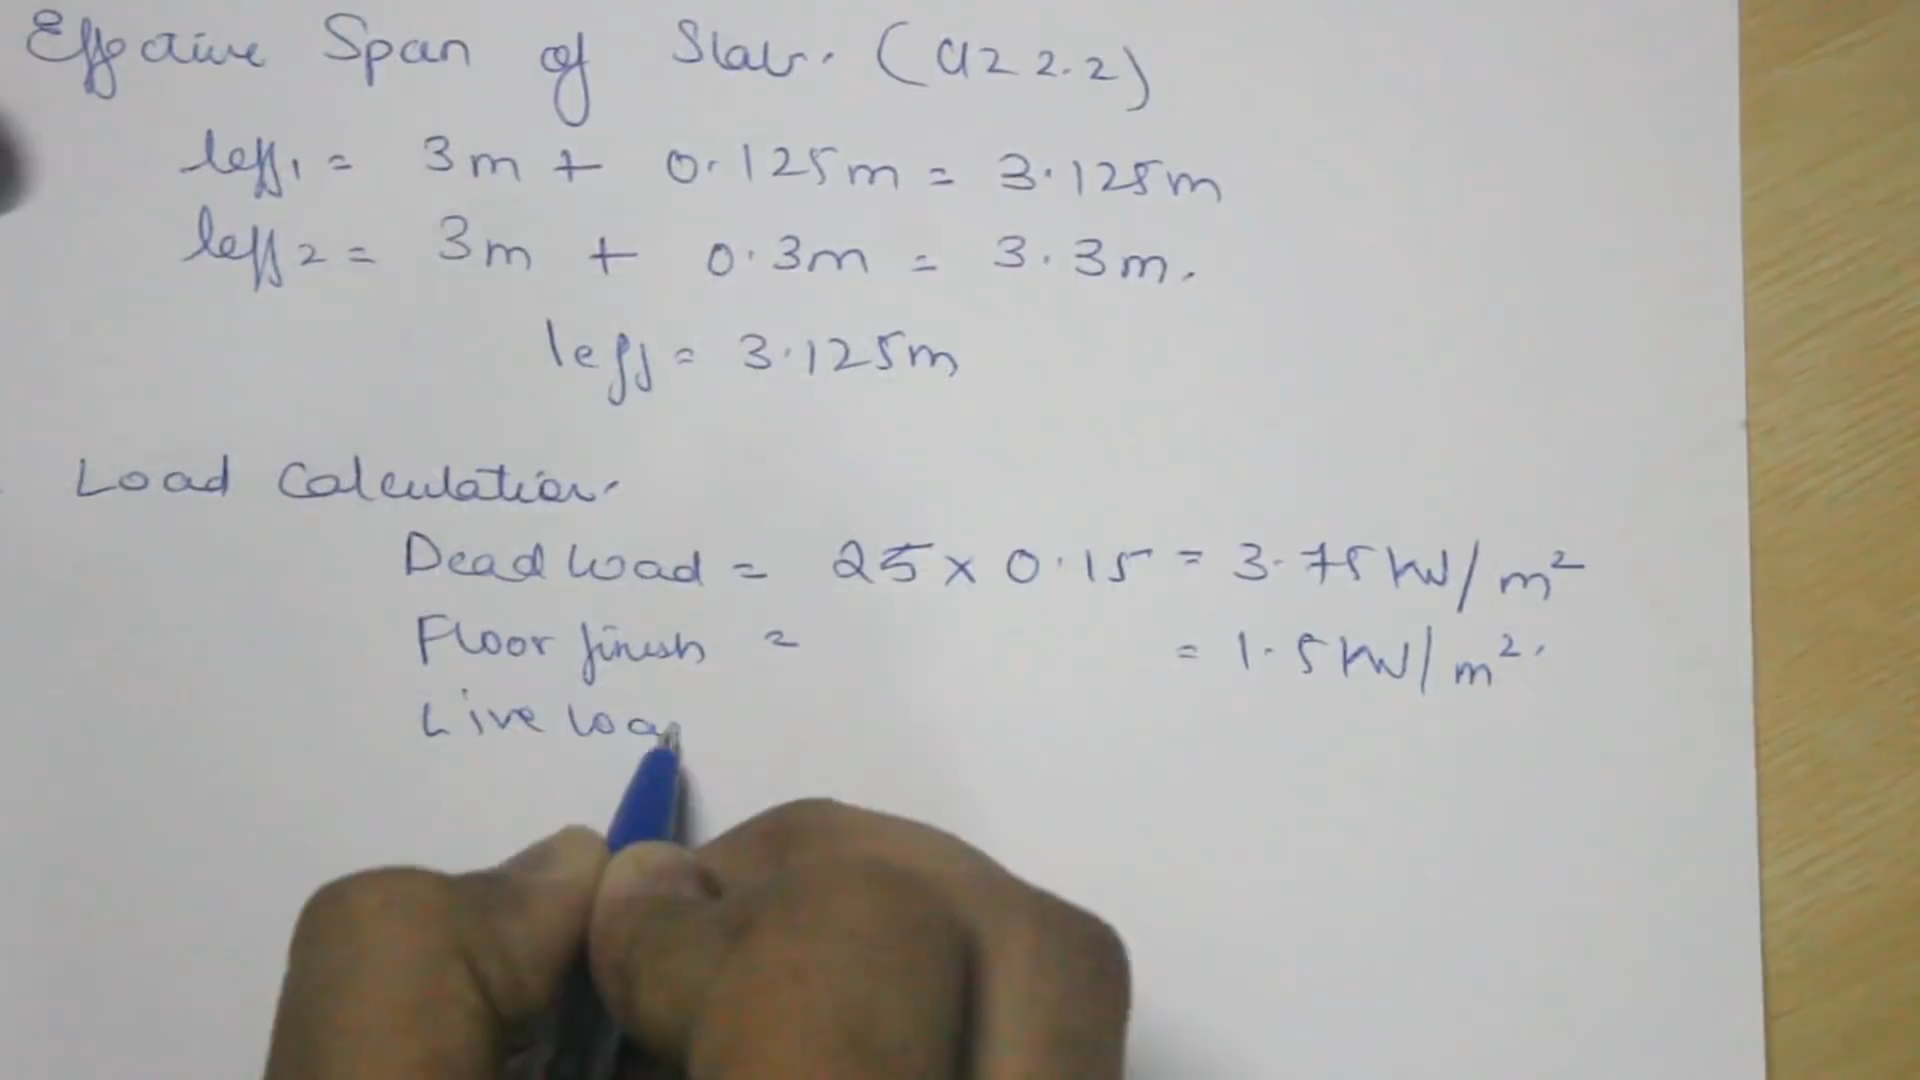 Effective Span of Slab. (Cl 22.2)
leff1 = 3m + 0.125m = 3.125m
leff2 = 3m + 0.3m = 3.3m.
leff = 3.125m
Load Calculation.
Dead load = 25 x 0.15 = 3.75 kN/m²
Floor finish = = 1.5 kN/m².
Live loa